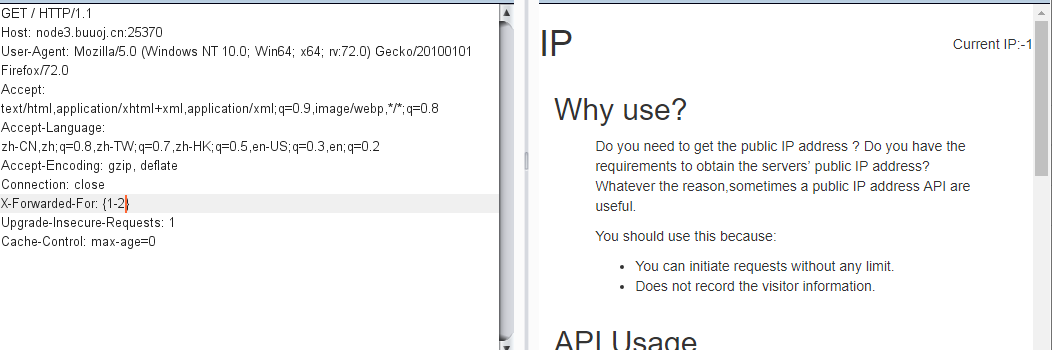 GET / HTTP/1.1
Host: node3.buuoj.cn:25370
User-Agent: Mozilla/5.0 (Windows NT 10.0; Win64; x64; rv:72.0) Gecko/20100101
Firefox/72.0
Accept:
text/html,application/xhtml+xml,application/xml;q=0.9,image/webp,*/*;q=0.8
Accept-Language:
zh-CN,zh;q=0.8,zh-TW;q=0.7,zh-HK;q=0.5,en-US;q=0.3,en;q=0.2
Accept-Encoding: gzip, deflate
Connection: close
X-Forwarded-For: {1-2}
Upgrade-Insecure-Requests: 1
Cache-Control: max-age=0
IP
Current IP:-1
Why use?
Do you need to get the public IP address ? Do you have the
requirements to obtain the servers’ public IP address?
Whatever the reason,sometimes a public IP address API are
useful.
You should use this because:
• You can initiate requests without any limit.
• Does not record the visitor information.
API Usage